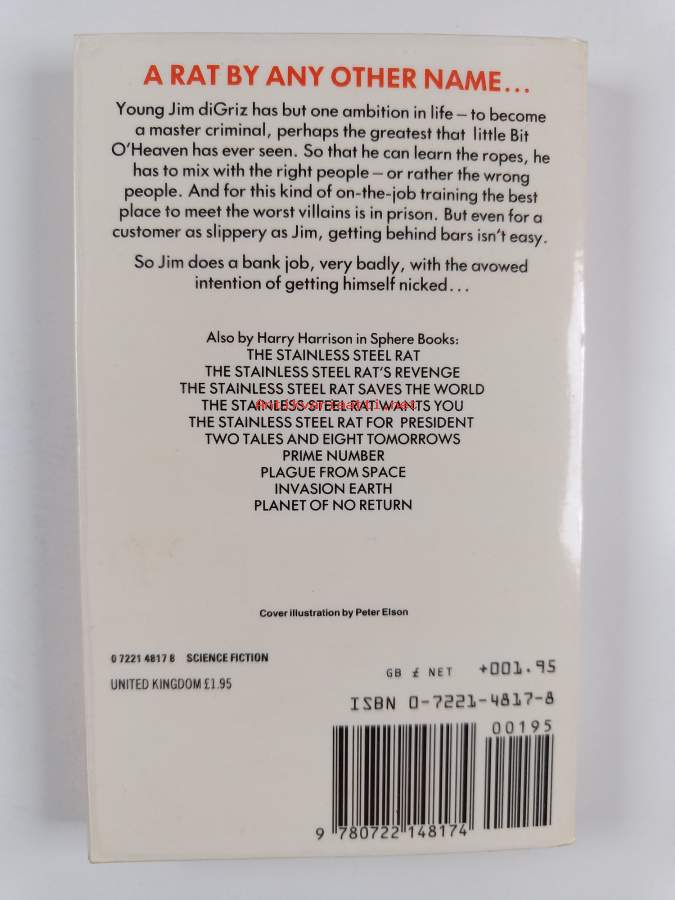 A RAT BY ANY OTHER NAME...
Young Jim diGriz has but one ambition in life – to become
a master criminal, perhaps the greatest that little Bit
O'Heaven has ever seen. So that he can learn the ropes, he
has to mix with the right people – or rather the wrong
people. And for this kind of on-the-job training the best
place to meet the worst villains is in prison. But even for a
customer as slippery as Jim, getting behind bars isn't easy.
So Jim does a bank job, very badly, with the avowed
intention of getting himself nicked...
Also by Harry Harrison in Sphere Books:
THE STAINLESS STEEL RAT
THE STAINLESS STEEL RAT'S REVENGE
THE STAINLESS STEEL RAT SAVES THE WORLD
THE STAINLESS STEEL RAT WANTS YOU
THE STAINLESS STEEL RAT FOR PRESIDENT
TWO TALES AND EIGHT TOMORROWS
PRIME NUMBER
PLAGUE FROM SPACE
INVASION EARTH
PLANET OF NO RETURN
Cover illustration by Peter Elson
0 7221 4817 8 SCIENCE FICTION
UNITED KINGDOM £1.95
GB £ NET +001.95
ISBN 0-7221-4817-8
00195
9 780722 148174